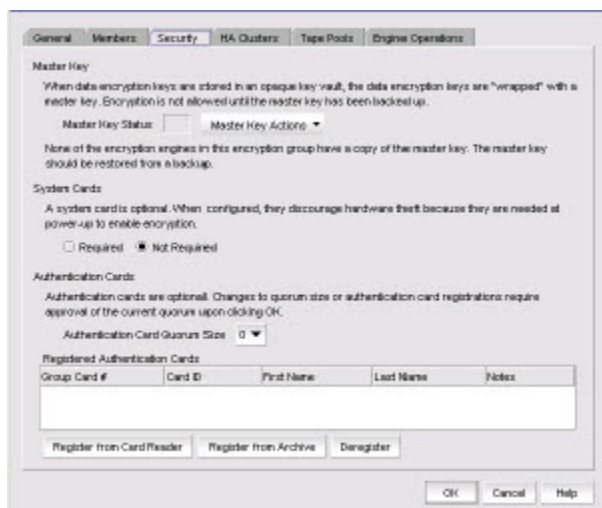 General Members Security HA Clusters Tape Pools Engine Operations
Master Key
When data encryption keys are stored in an opaque key vault, the data encryption keys are "wrapped" with a
master key. Encryption is not allowed until the master key has been backed up.
Master Key Status Master Key Actions
None of the encryption engines in this encryption group have a copy of the master key. The master key
should be restored from a backup.
System Cards
A system card is optional. When configured, they discourage hardware theft because they are needed at
power-up to enable encryption.
Required Not Required
Authentication Cards
Authentication cards are optional. Changes to quorum size or authentication card registrations require
approval of the current quorum upon clicking OK.
Authentication Card Quorum Size 0
Registered Authentication Cards
Group Card # Card ID First Name Last Name Notes
Register from Card Reader Register from Archive Deregister
OK Cancel Help